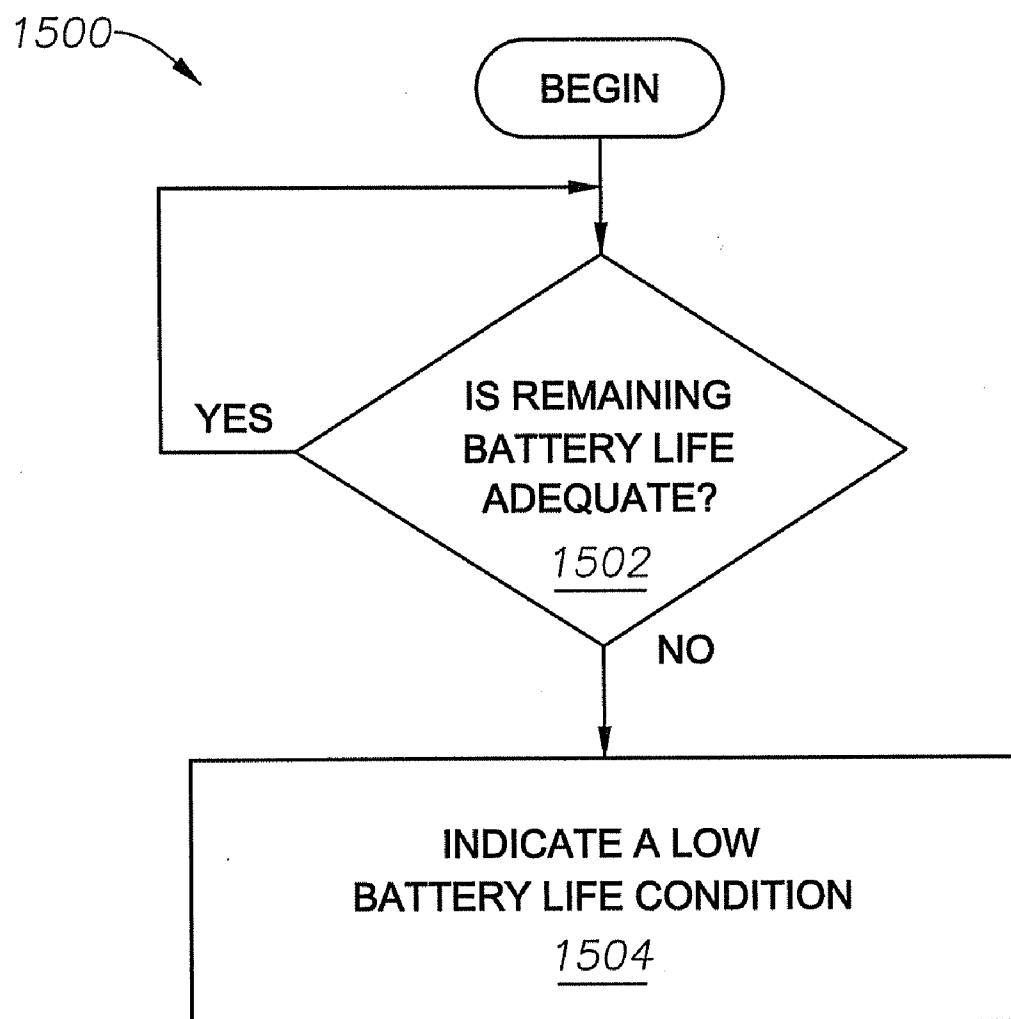 1500
BEGIN
YES
IS REMAINING
BATTERY LIFE
ADEQUATE?
1502
NO
INDICATE A LOW
BATTERY LIFE CONDITION
1504